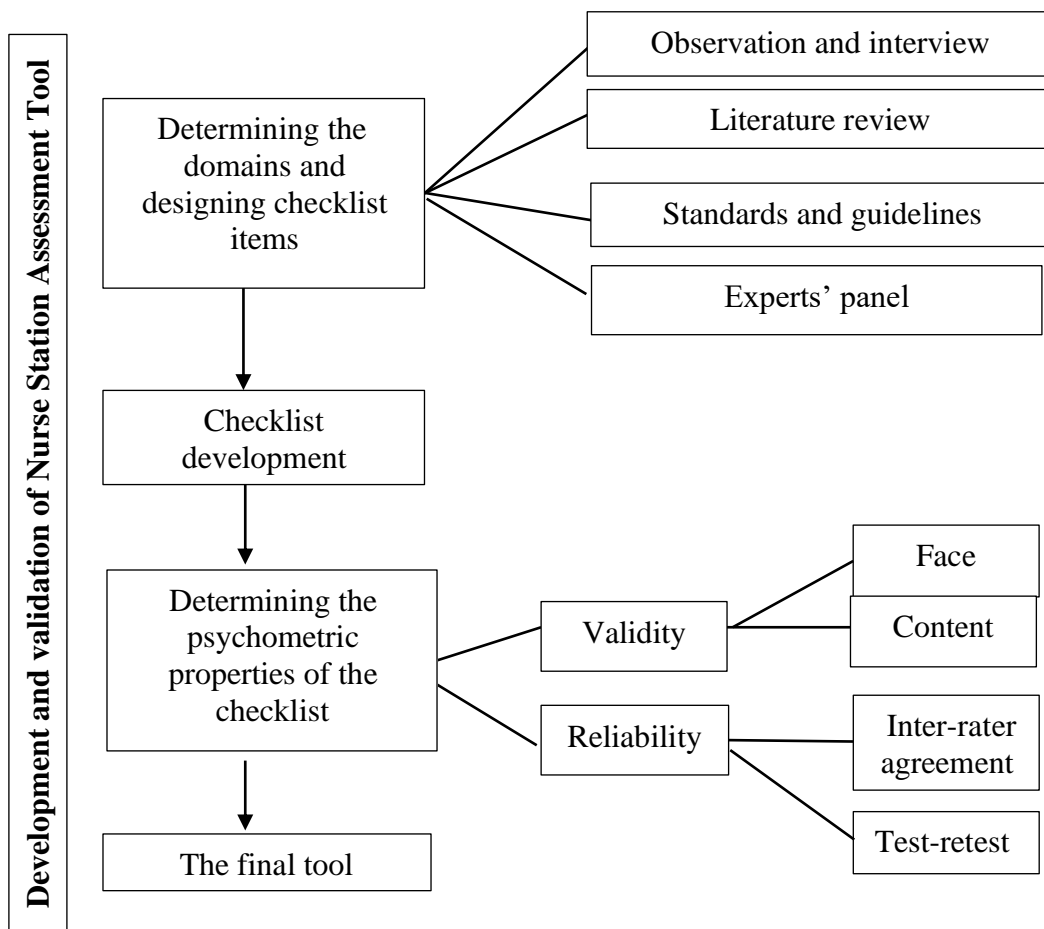 Development and validation of Nurse Station Assessment Tool
Determining the
domains and
designing checklist
items
Observation and interview
Literature review
Standards and guidelines
Experts’ panel
Checklist
development
Determining the
psychometric
properties of the
checklist
Validity
Face
Content
Reliability
Inter-rater
agreement
Test-retest
The final tool